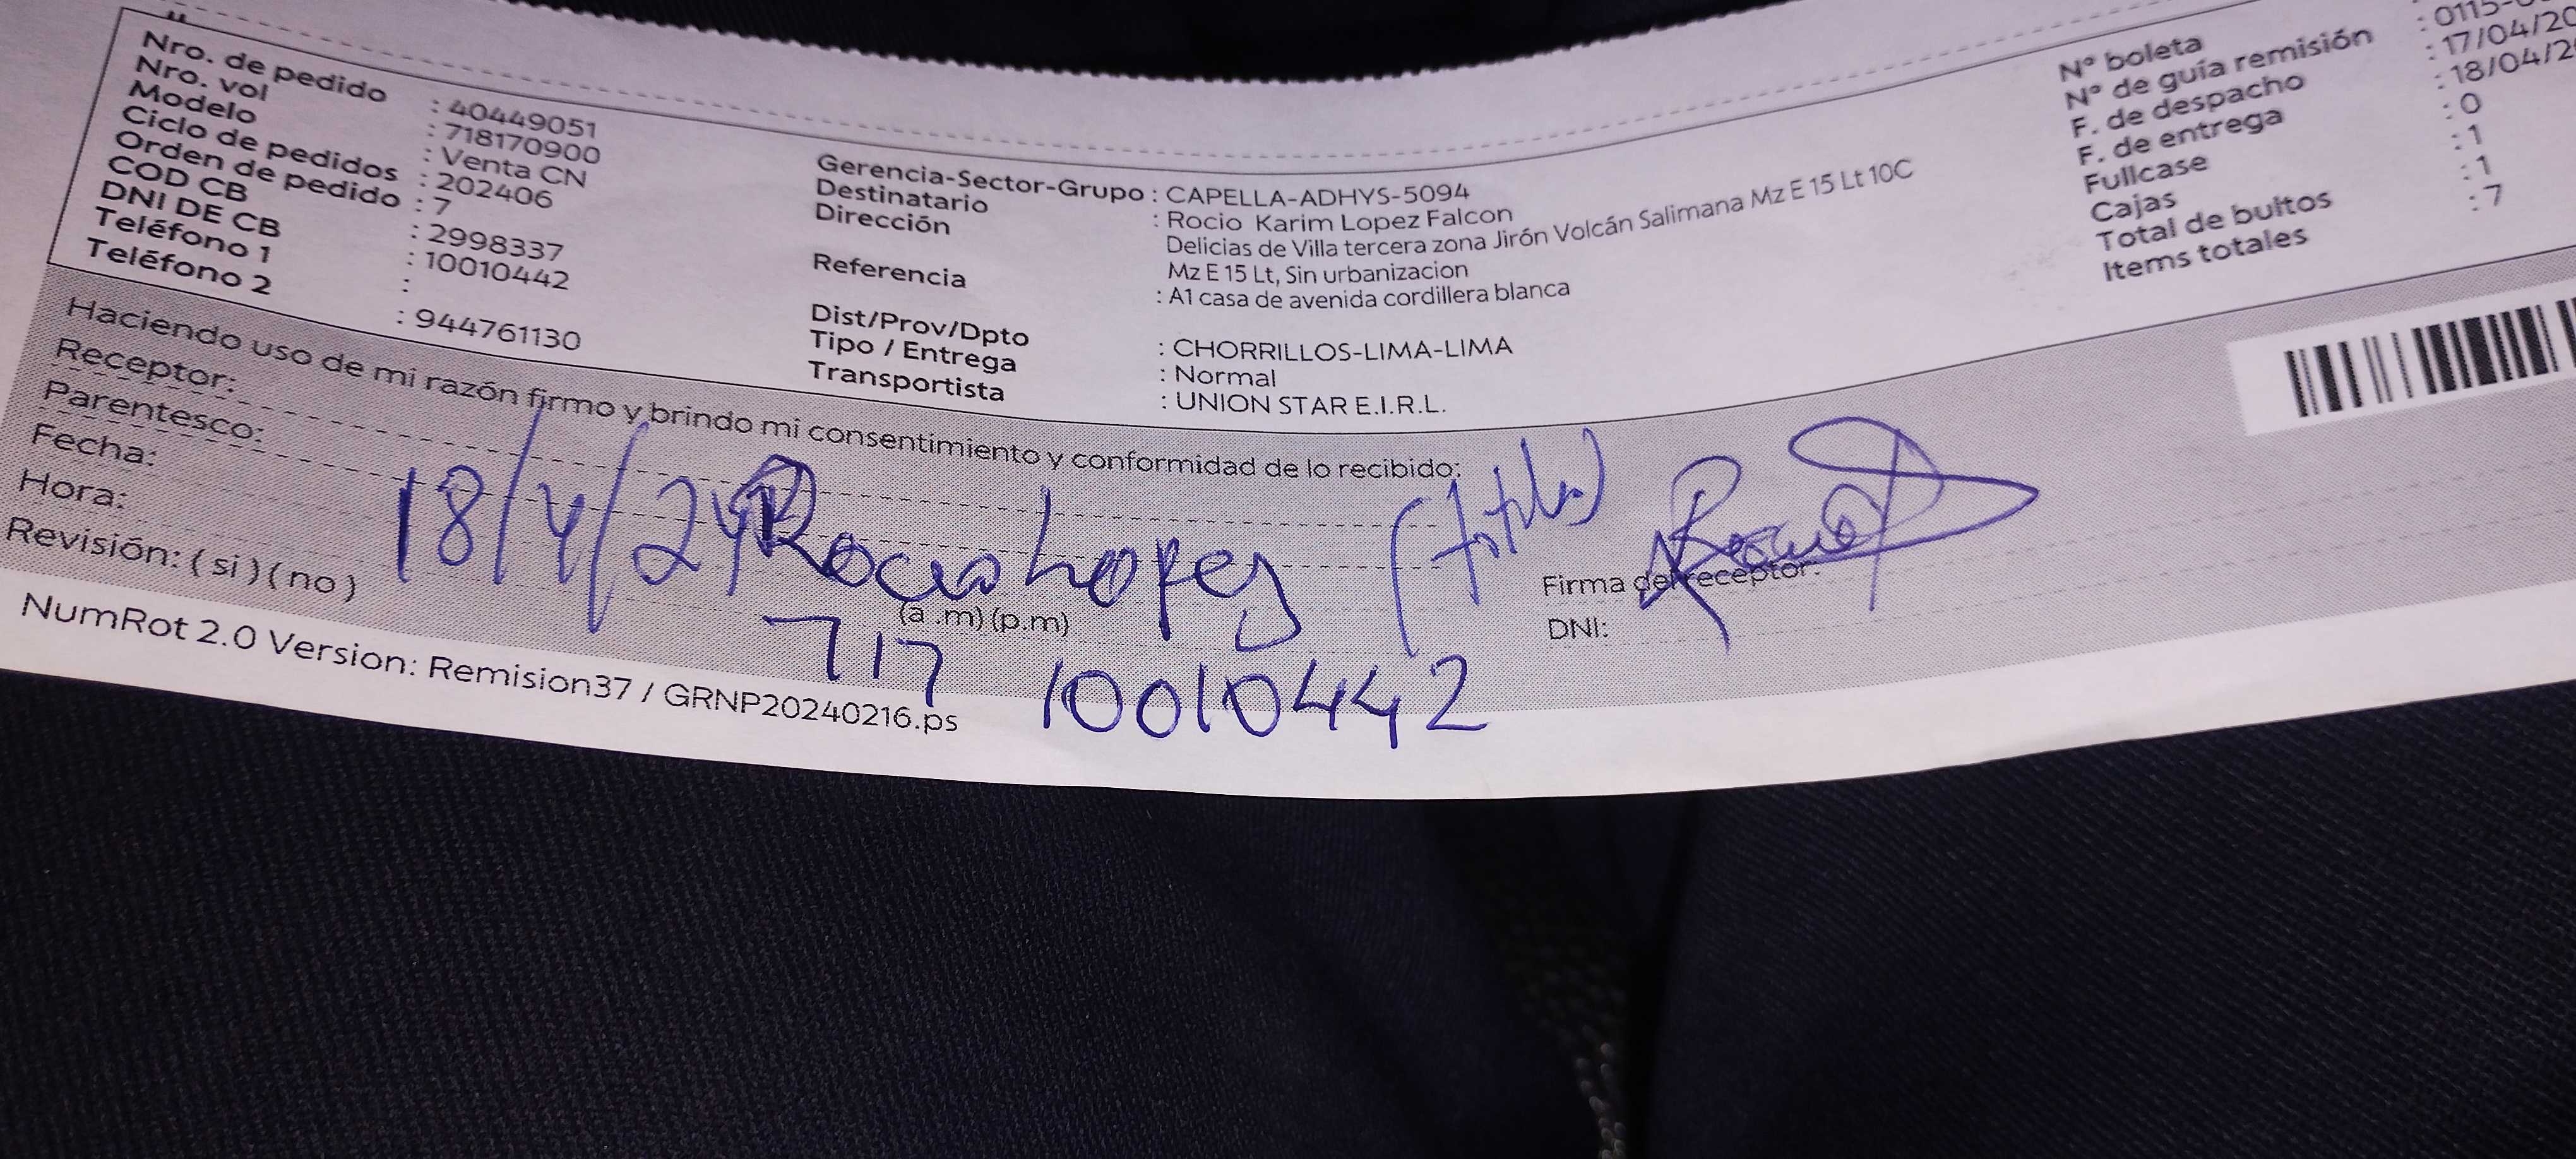 Nro. de pedido : 40449051
Nro. vol : 718170900
Modelo : Venta CN
Ciclo de pedidos : 202406
Orden de pedido : 7
COD CB : 2998337
DNI DE CB : 10010442
Teléfono 1 :
Teléfono 2 : 944761130
Gerencia-Sector-Grupo : CAPELLA-ADHYS-5094
Destinatario : Rocio Karim Lopez Falcon
Dirección : Delicias de Villa tercera zona Jirón Volcán Salimana Mz E 15 Lt 10C
Mz E 15 Lt, Sin urbanizacion
Referencia : A1 casa de avenida cordillera blanca
Dist/Prov/Dpto : CHORRILLOS-LIMA-LIMA
Tipo / Entrega : Normal
Transportista : UNION STAR E.I.R.L.
N° boleta
N° de guía remisión : 0115-
F. de despacho : 17/04/20
F. de entrega : 18/04/2
Fullcase : 0
Cajas : 1
Total de bultos : 1
Items totales : 7
Haciendo uso de mi razón firmo y brindo mi consentimiento y conformidad de lo recibido:
Receptor:
Parentesco:
Fecha:
Hora:
Revisión: ( si ) ( no )
18/4/24 Rocio Lopez
(a .m) (p.m)
717 10010442
Firma del receptor:
DNI:
NumRot 2.0 Version: Remision37 / GRNP20240216.ps